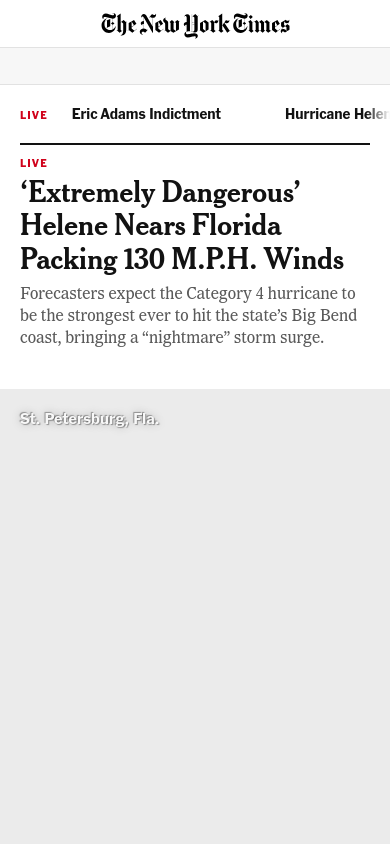 The New York Times
LIVE Eric Adams Indictment Hurricane Helen
LIVE
‘Extremely Dangerous’
Helene Nears Florida
Packing 130 M.P.H. Winds
Forecasters expect the Category 4 hurricane to
be the strongest ever to hit the state’s Big Bend
coast, bringing a “nightmare” storm surge.
St. Petersburg, Fla.